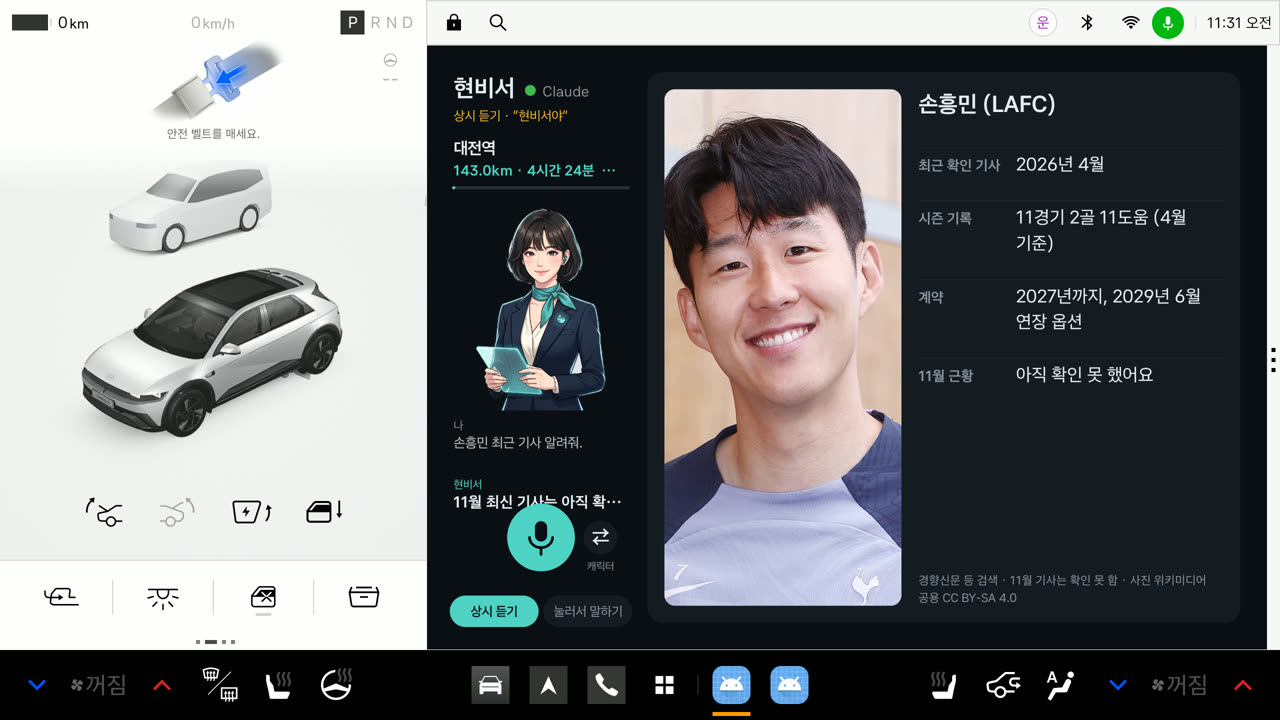 0 km
0 km/h
P R N D
안전 벨트를 매세요.
운
11:31 오전
현비서
Claude
상시 듣기 · "현비서야"
대전역
143.0km · 4시간 24분 ···
나
손흥민 최근 기사 알려줘.
현비서
11월 최신 기사는 아직 확···
캐릭터
상시 듣기
눌러서 말하기
손흥민 (LAFC)
최근 확인 기사 2026년 4월
시즌 기록 11경기 2골 11도움 (4월
기준)
계약 2027년까지, 2029년 6월
연장 옵션
11월 근황 아직 확인 못 했어요
경향신문 등 검색 · 11월 기사는 확인 못 함 · 사진 위키미디어
공용 CC BY-SA 4.0
꺼짐
A
꺼짐